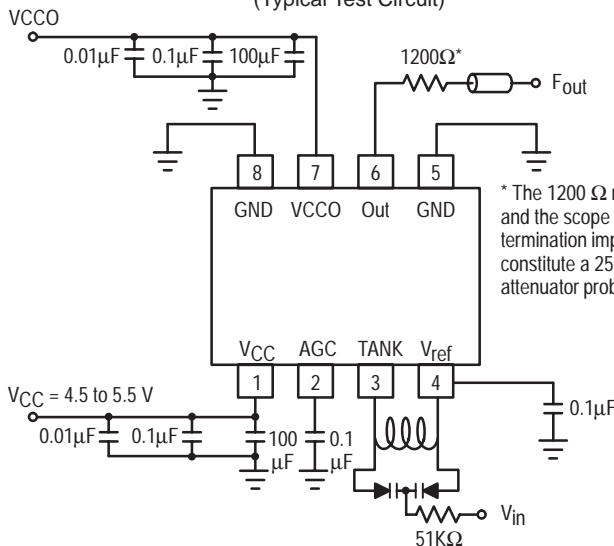 (Typical Test Circuit)
VCCO
0.01µF
0.1µF
100µF
1200Ω*
Fout
8
7
6
5
GND
VCCO
Out
GND
* The 1200 Ω
and the scope
termination
constitute a 25
attenuator
VCC
AGC
TANK
Vref
1
2
3
4
VCC = 4.5 to 5.5 V
0.01µF
0.1µF
100
µF
0.1
µF
0.1µF
Vin
51KΩ